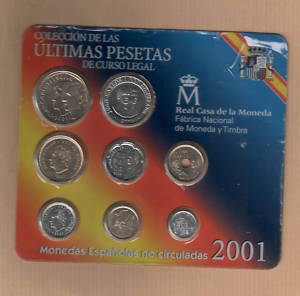 COLECCIÓN DE LAS
ÚLTIMAS PESETAS
DE CURSO LEGAL
M
Real Casa de la Moneda
Fábrica Nacional
de Moneda y Timbre
Monedas Españolas no circuladas 2001